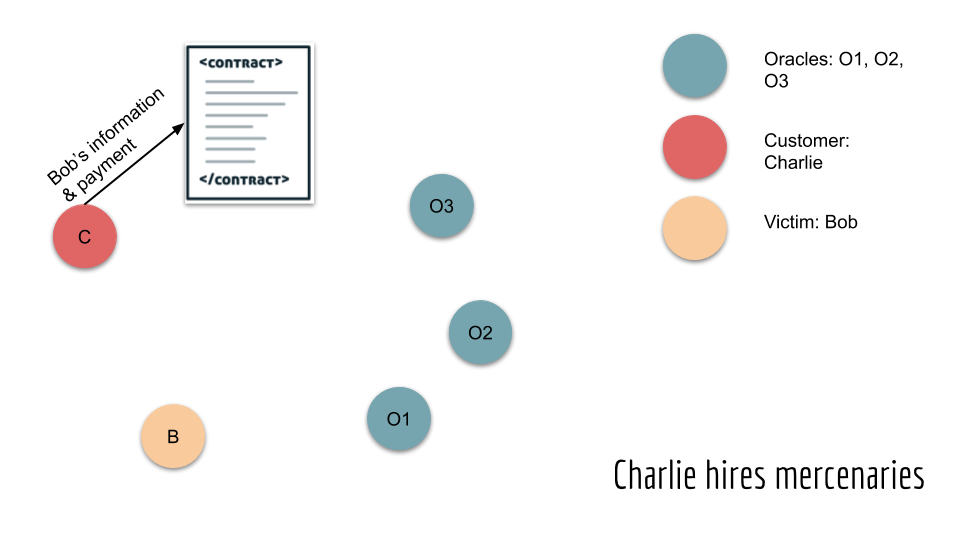 Bob's information
& payment
<CONTRACT>
</CONTRACT>
C
O3
O2
O1
B
Oracles: O1, O2,
O3
Customer:
Charlie
Victim: Bob
Charlie hires mercenaries